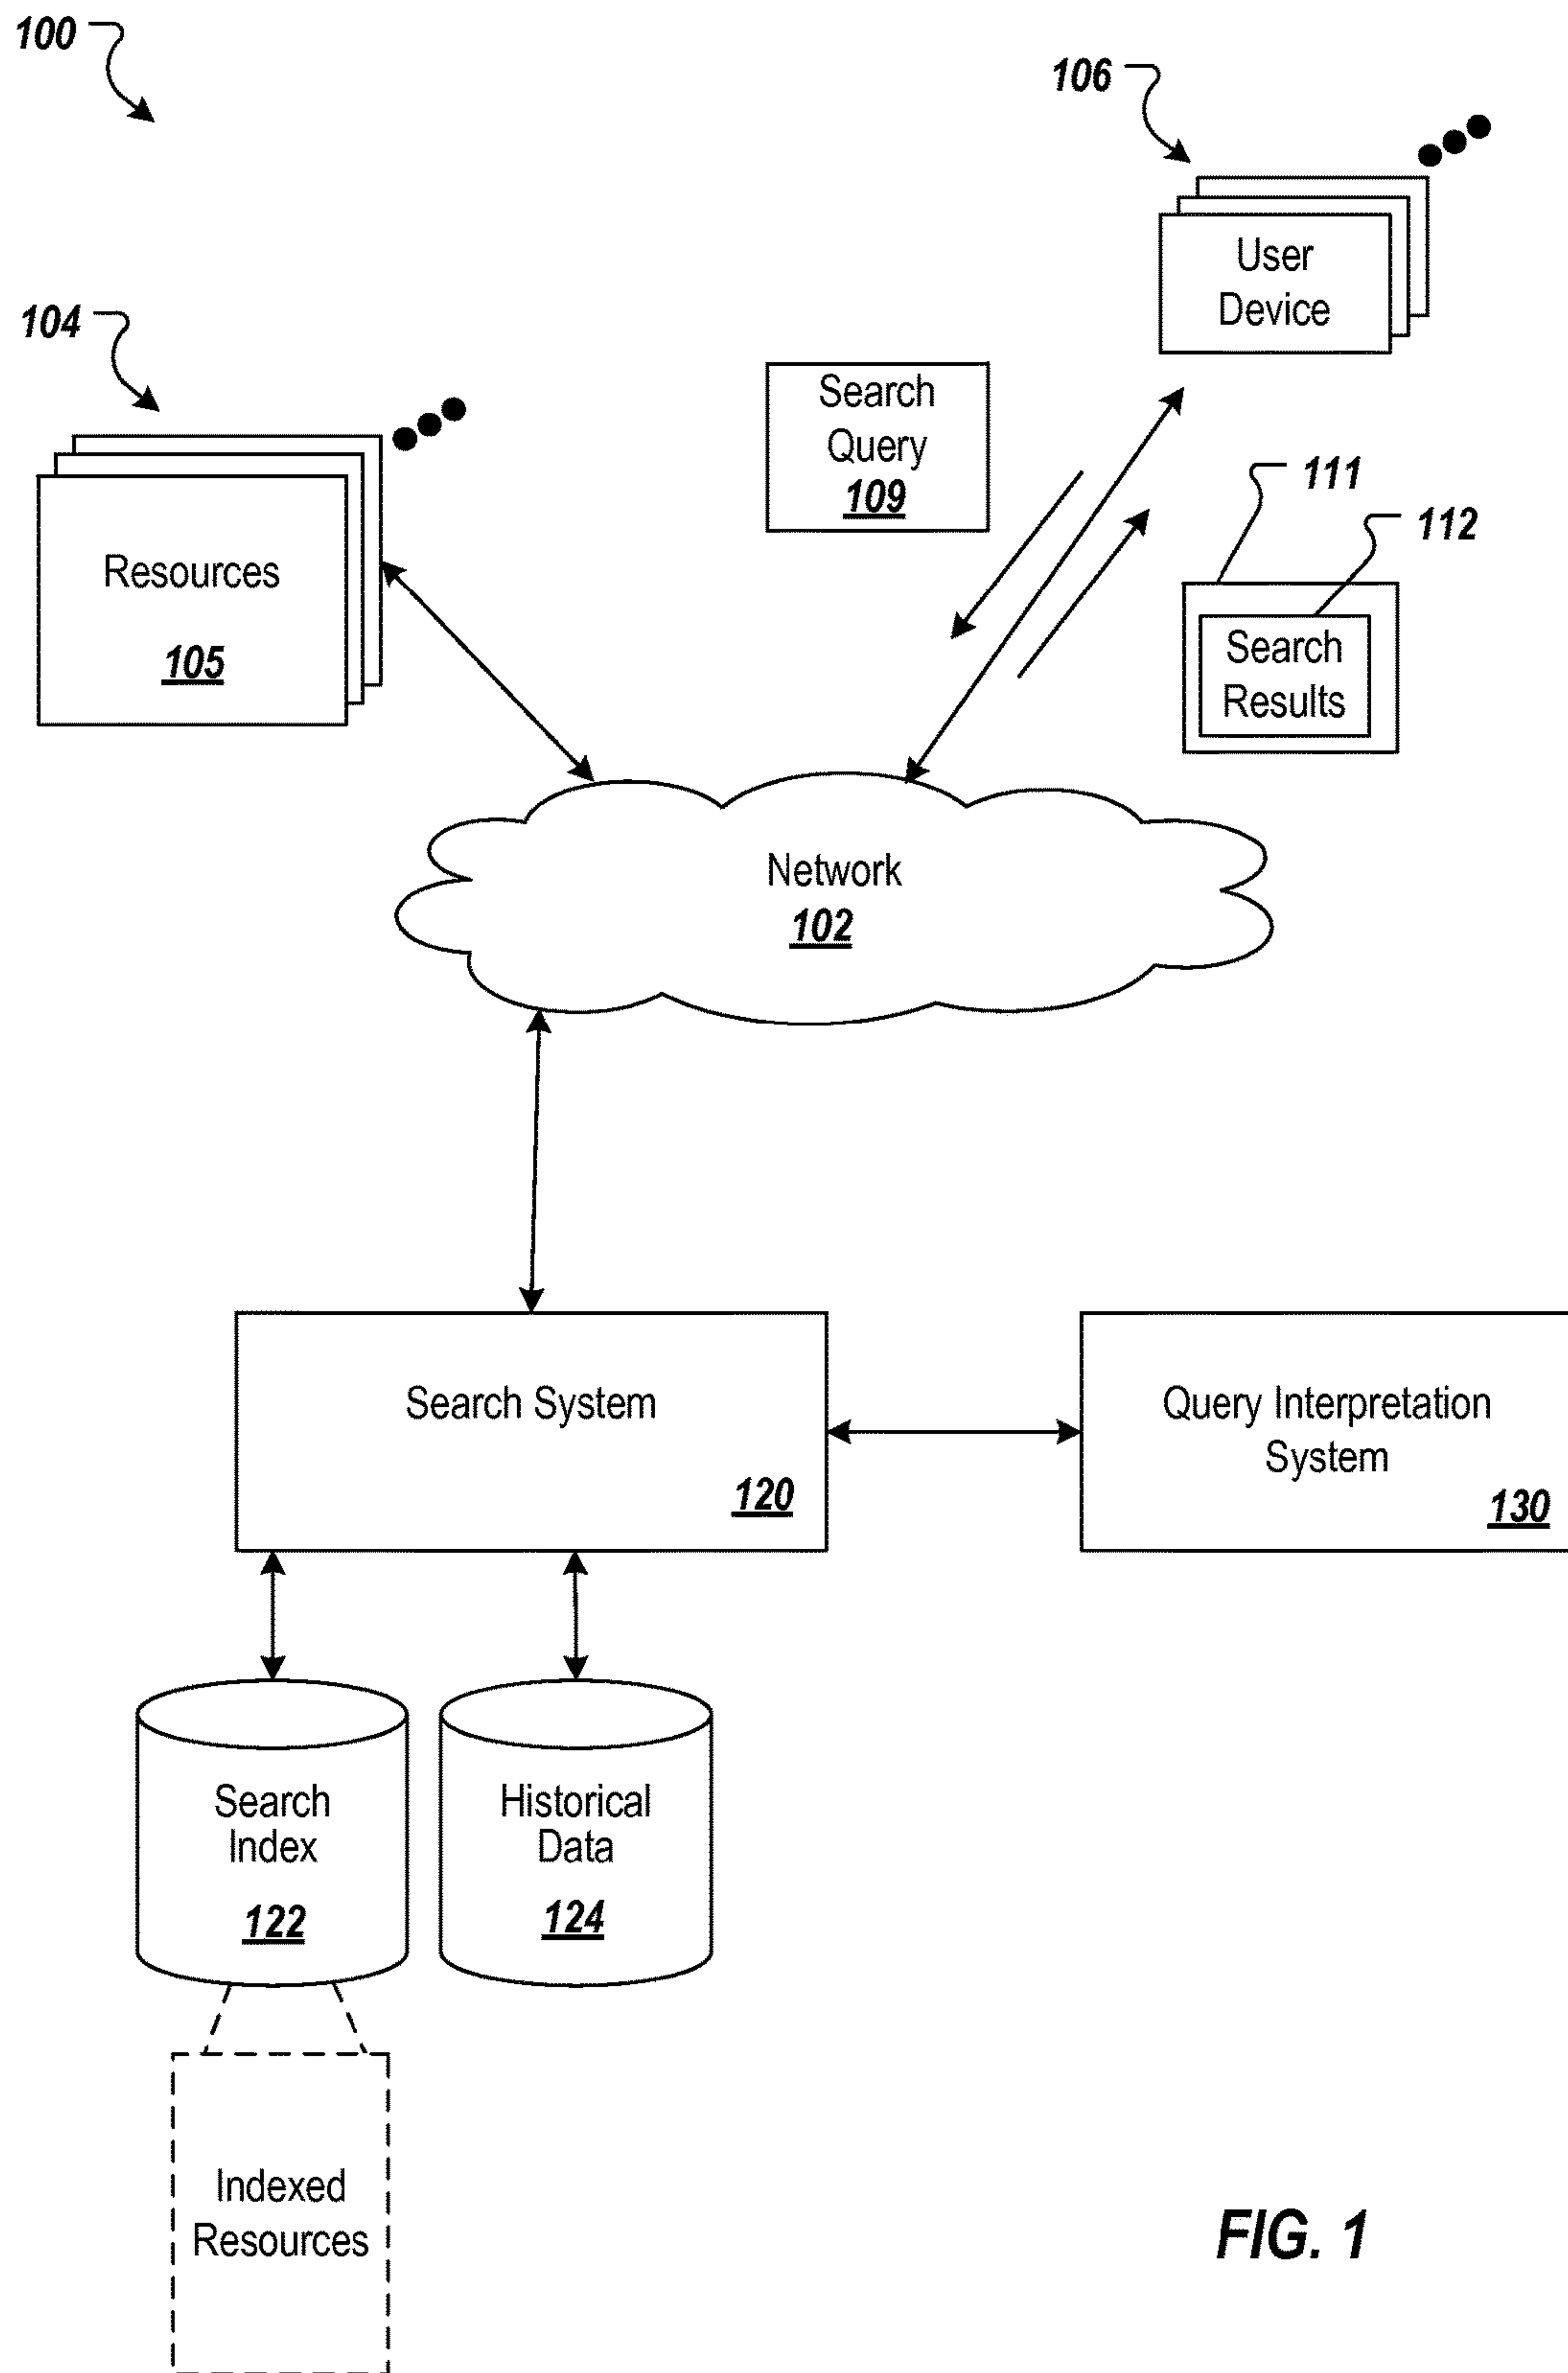 100
106
User
Device
104
Search
Query
109
111
112
Resources
105
Search
Results
Network
102
Search System
120
Query Interpretation
System
130
Search
Index
122
Historical
Data
124
Indexed
Resources
FIG. 1